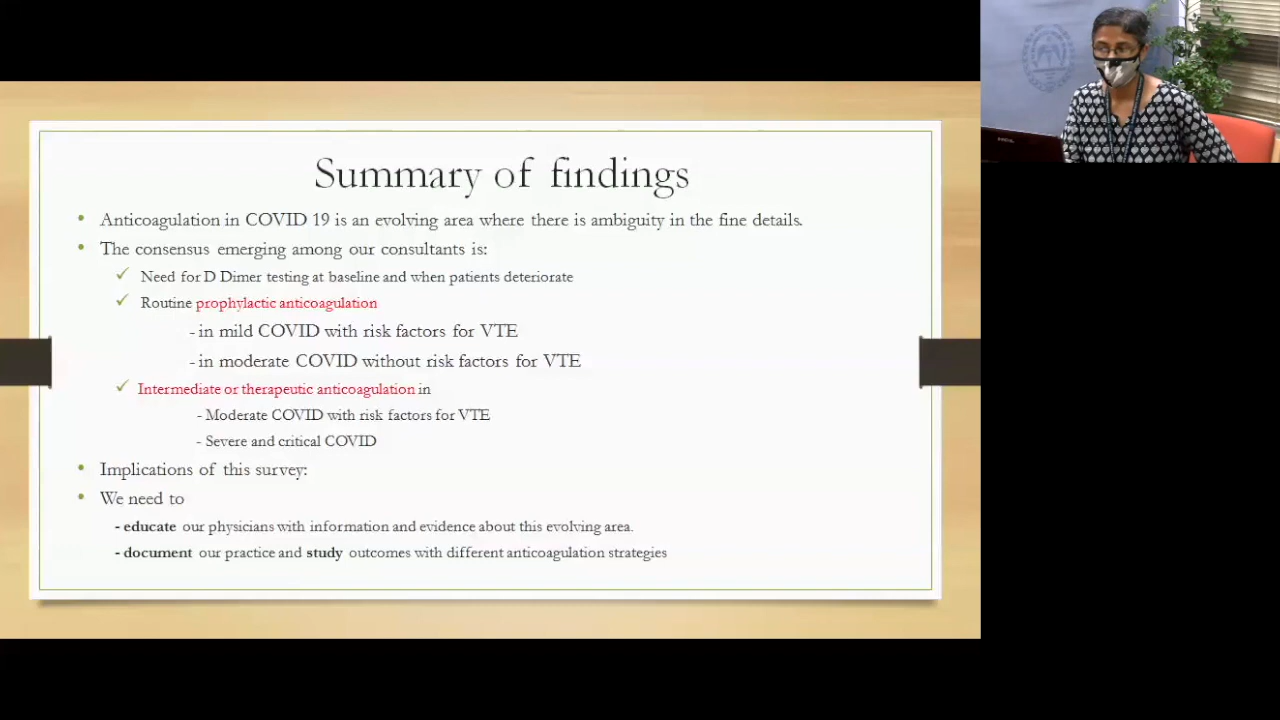 Summary of findings
• Anticoagulation in COVID 19 is an evolving area where there is ambiguity in the fine details.
• The consensus emerging among our consultants is:
✓ Need for D Dimer testing at baseline and when patients deteriorate
✓ Routine prophylactic anticoagulation
- in mild COVID with risk factors for VTE
- in moderate COVID without risk factors for VTE
✓ Intermediate or therapeutic anticoagulation in
- Moderate COVID with risk factors for VTE
- Severe and critical COVID
• Implications of this survey:
• We need to
- educate our physicians with information and evidence about this evolving area.
- document our practice and study outcomes with different anticoagulation strategies